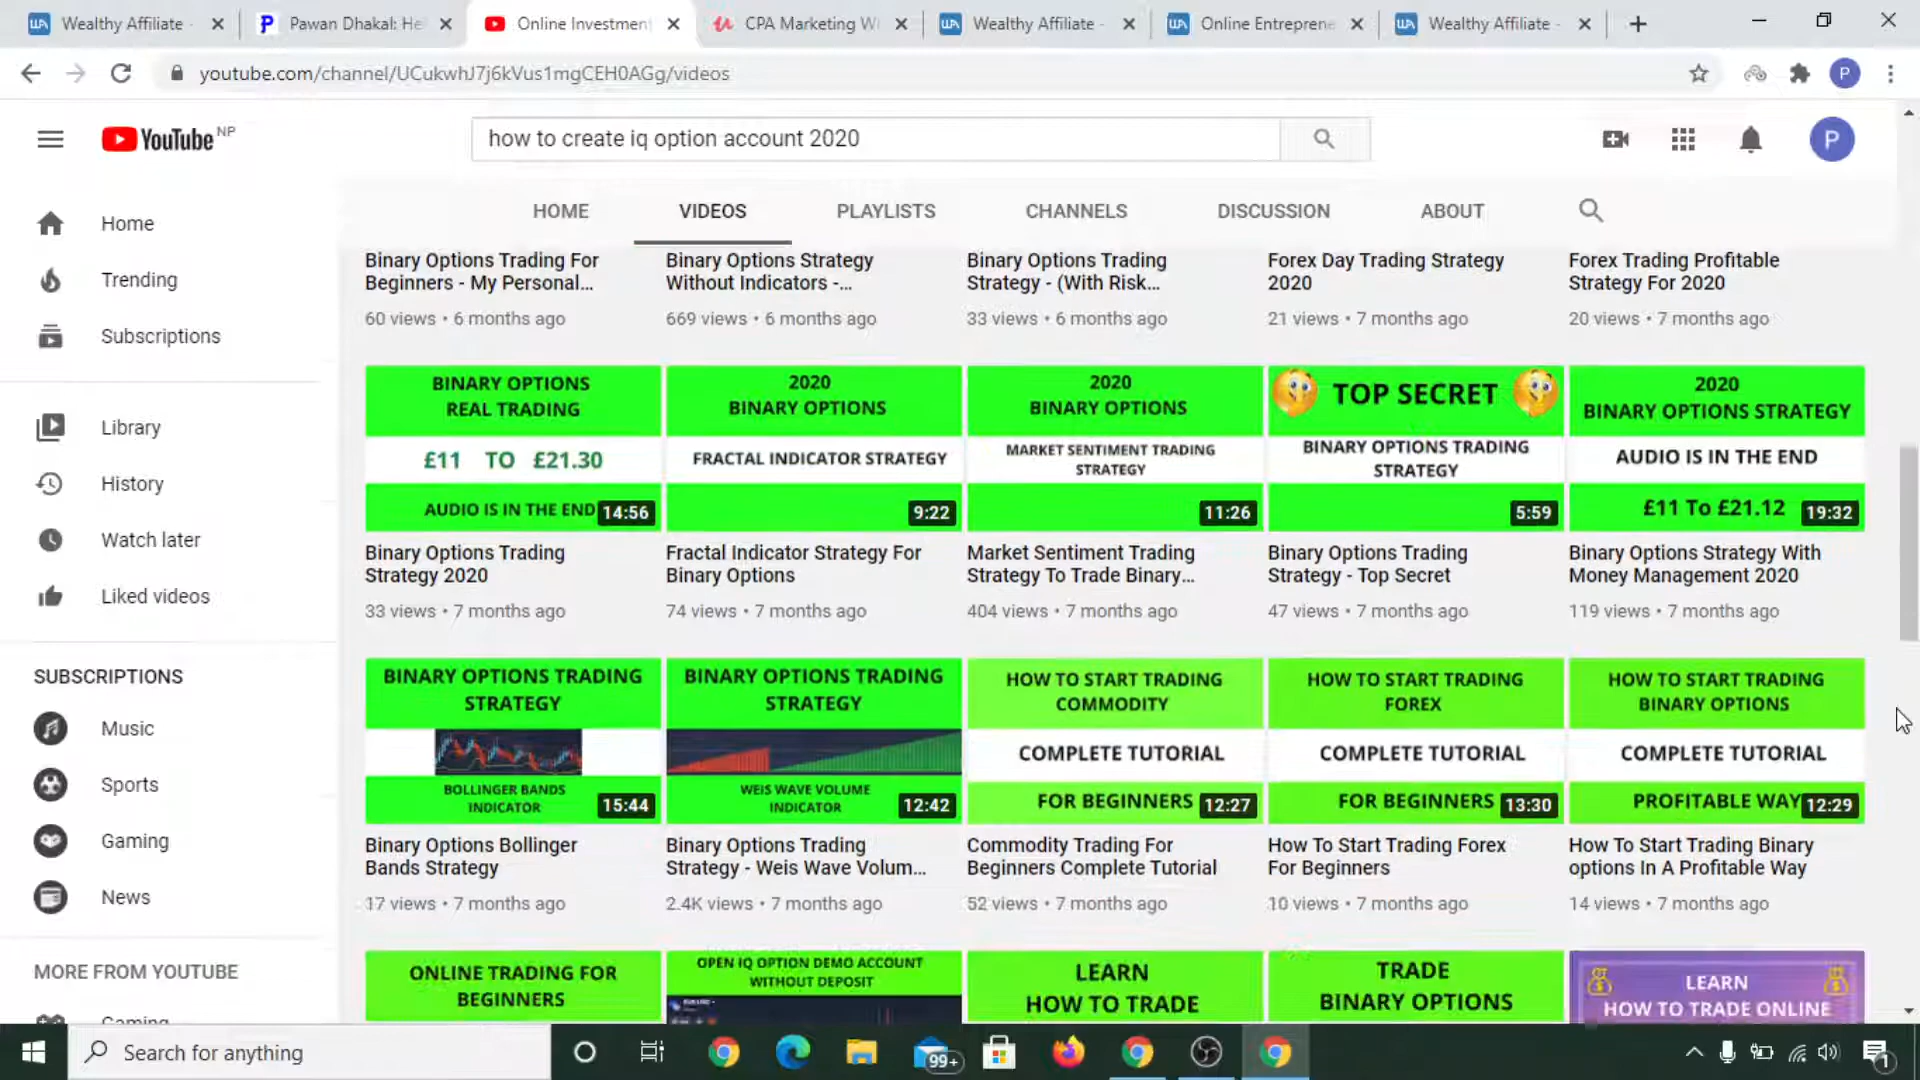 Wealthy Affiliate -
Pawan Dhakal: He
Online Investment
CPA Marketing W
Wealthy Affiliate -
Online Entreprene
Wealthy Affiliate -
youtube.com/channel/UCukwhJ7j6kVus1mgCEH0AGg/videos
P
YouTube NP
how to create iq option account 2020
P
HOME
VIDEOS
PLAYLISTS
CHANNELS
DISCUSSION
ABOUT
Home
Trending
Subscriptions
Library
History
Watch later
Liked videos
SUBSCRIPTIONS
Music
Sports
Gaming
News
MORE FROM YOUTUBE
Gaming
Binary Options Trading For
Beginners - My Personal...
60 views • 6 months ago
Binary Options Strategy
Without Indicators -...
669 views • 6 months ago
Binary Options Trading
Strategy - (With Risk...
33 views • 6 months ago
Forex Day Trading Strategy
2020
21 views • 7 months ago
Forex Trading Profitable
Strategy For 2020
20 views • 7 months ago
BINARY OPTIONS
REAL TRADING
£11 TO £21.30
AUDIO IS IN THE END
14:56
Binary Options Trading
Strategy 2020
33 views • 7 months ago
2020
BINARY OPTIONS
FRACTAL INDICATOR STRATEGY
9:22
Fractal Indicator Strategy For
Binary Options
74 views • 7 months ago
2020
BINARY OPTIONS
MARKET SENTIMENT TRADING
STRATEGY
11:26
Market Sentiment Trading
Strategy To Trade Binary...
404 views • 7 months ago
TOP SECRET
BINARY OPTIONS TRADING
STRATEGY
5:59
Binary Options Trading
Strategy - Top Secret
47 views • 7 months ago
2020
BINARY OPTIONS STRATEGY
AUDIO IS IN THE END
£11 To £21.12
19:32
Binary Options Strategy With
Money Management 2020
119 views • 7 months ago
BINARY OPTIONS TRADING
STRATEGY
BOLLINGER BANDS
INDICATOR
15:44
Binary Options Bollinger
Bands Strategy
17 views • 7 months ago
BINARY OPTIONS TRADING
STRATEGY
WEIS WAVE VOLUME
INDICATOR
12:42
Binary Options Trading
Strategy - Weis Wave Volum...
2.4K views • 7 months ago
HOW TO START TRADING
COMMODITY
COMPLETE TUTORIAL
FOR BEGINNERS
12:27
Commodity Trading For
Beginners Complete Tutorial
52 views • 7 months ago
HOW TO START TRADING
FOREX
COMPLETE TUTORIAL
FOR BEGINNERS
13:30
How To Start Trading Forex
For Beginners
10 views • 7 months ago
HOW TO START TRADING
BINARY OPTIONS
COMPLETE TUTORIAL
PROFITABLE WAY
12:29
How To Start Trading Binary
options In A Profitable Way
14 views • 7 months ago
ONLINE TRADING FOR
BEGINNERS
OPEN IQ OPTION DEMO ACCOUNT
WITHOUT DEPOSIT
LEARN
HOW TO TRADE
TRADE
BINARY OPTIONS
LEARN
HOW TO TRADE ONLINE
Search for anything
99+
1